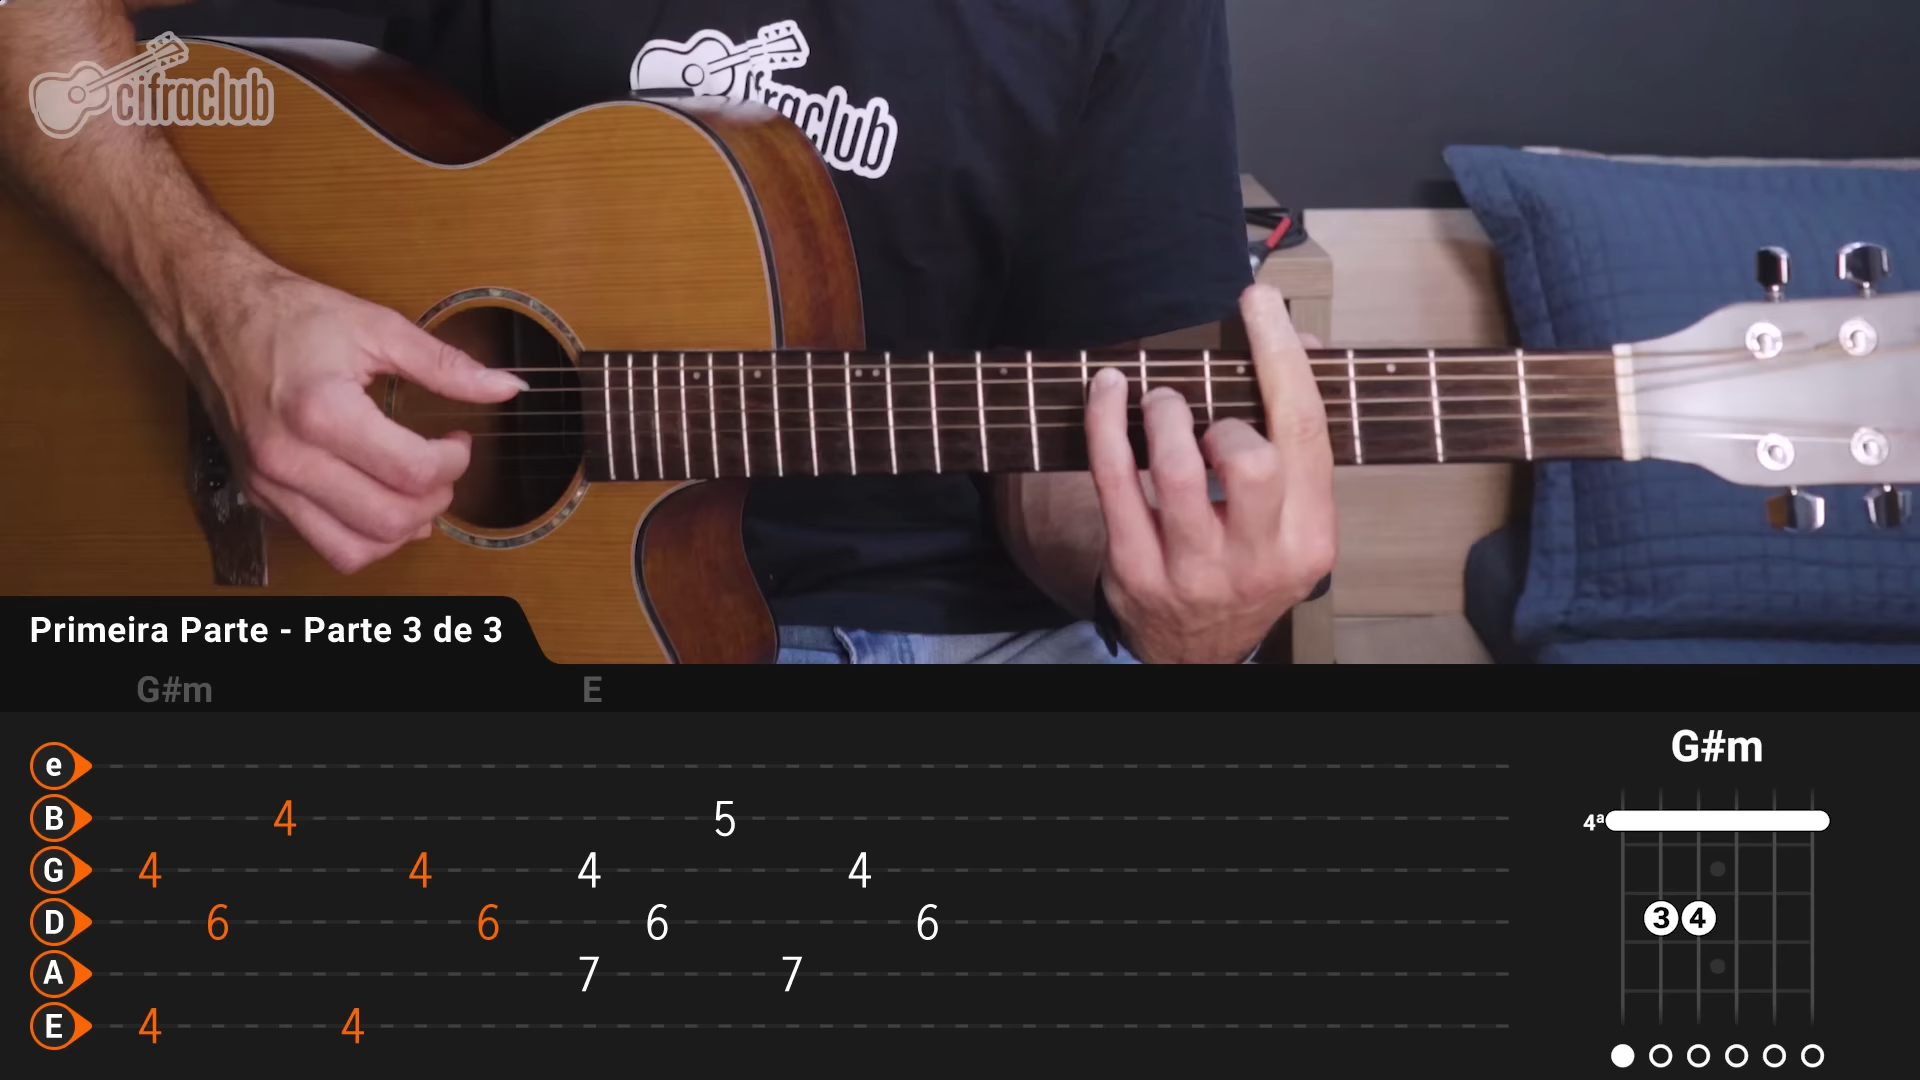 cifraclub
cifraclub
Primeira Parte - Parte 3 de 3
G#m E
G#m
e
B 4 5
4ª
G 4 4 4 4
D 6 6 6 6
3 4
A 7 7
E 4 4